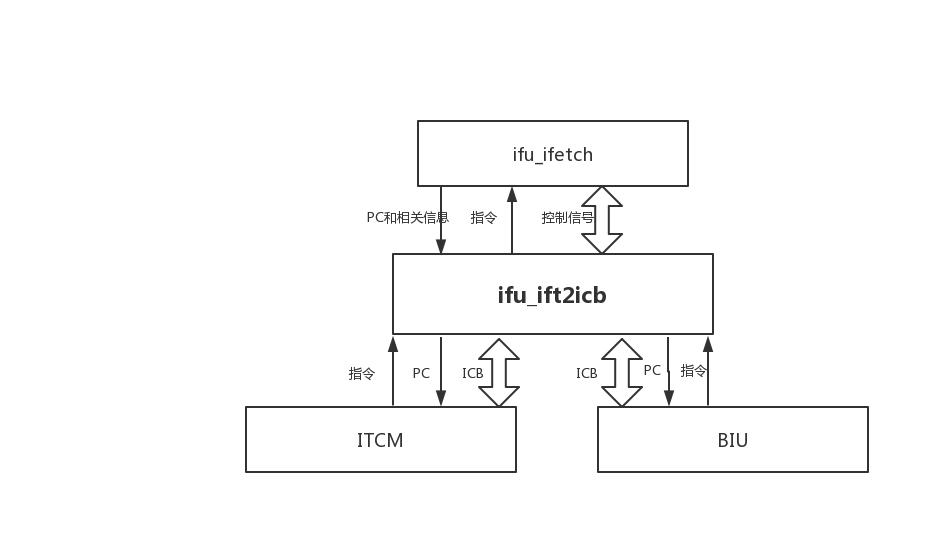 ifu_ifetch
PC和相关信息
指令
控制信号
ifu_ift2icb
指令
PC
ICB
ICB
PC
指令
ITCM
BIU